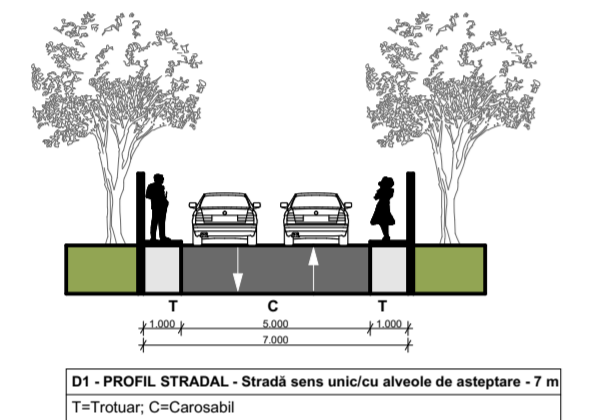 T C T
1.000 5.000 1.000
7.000
D1 - PROFIL STRADAL - Stradă sens unic/cu alveole de asteptare - 7 m
T=Trotuar; C=Carosabil